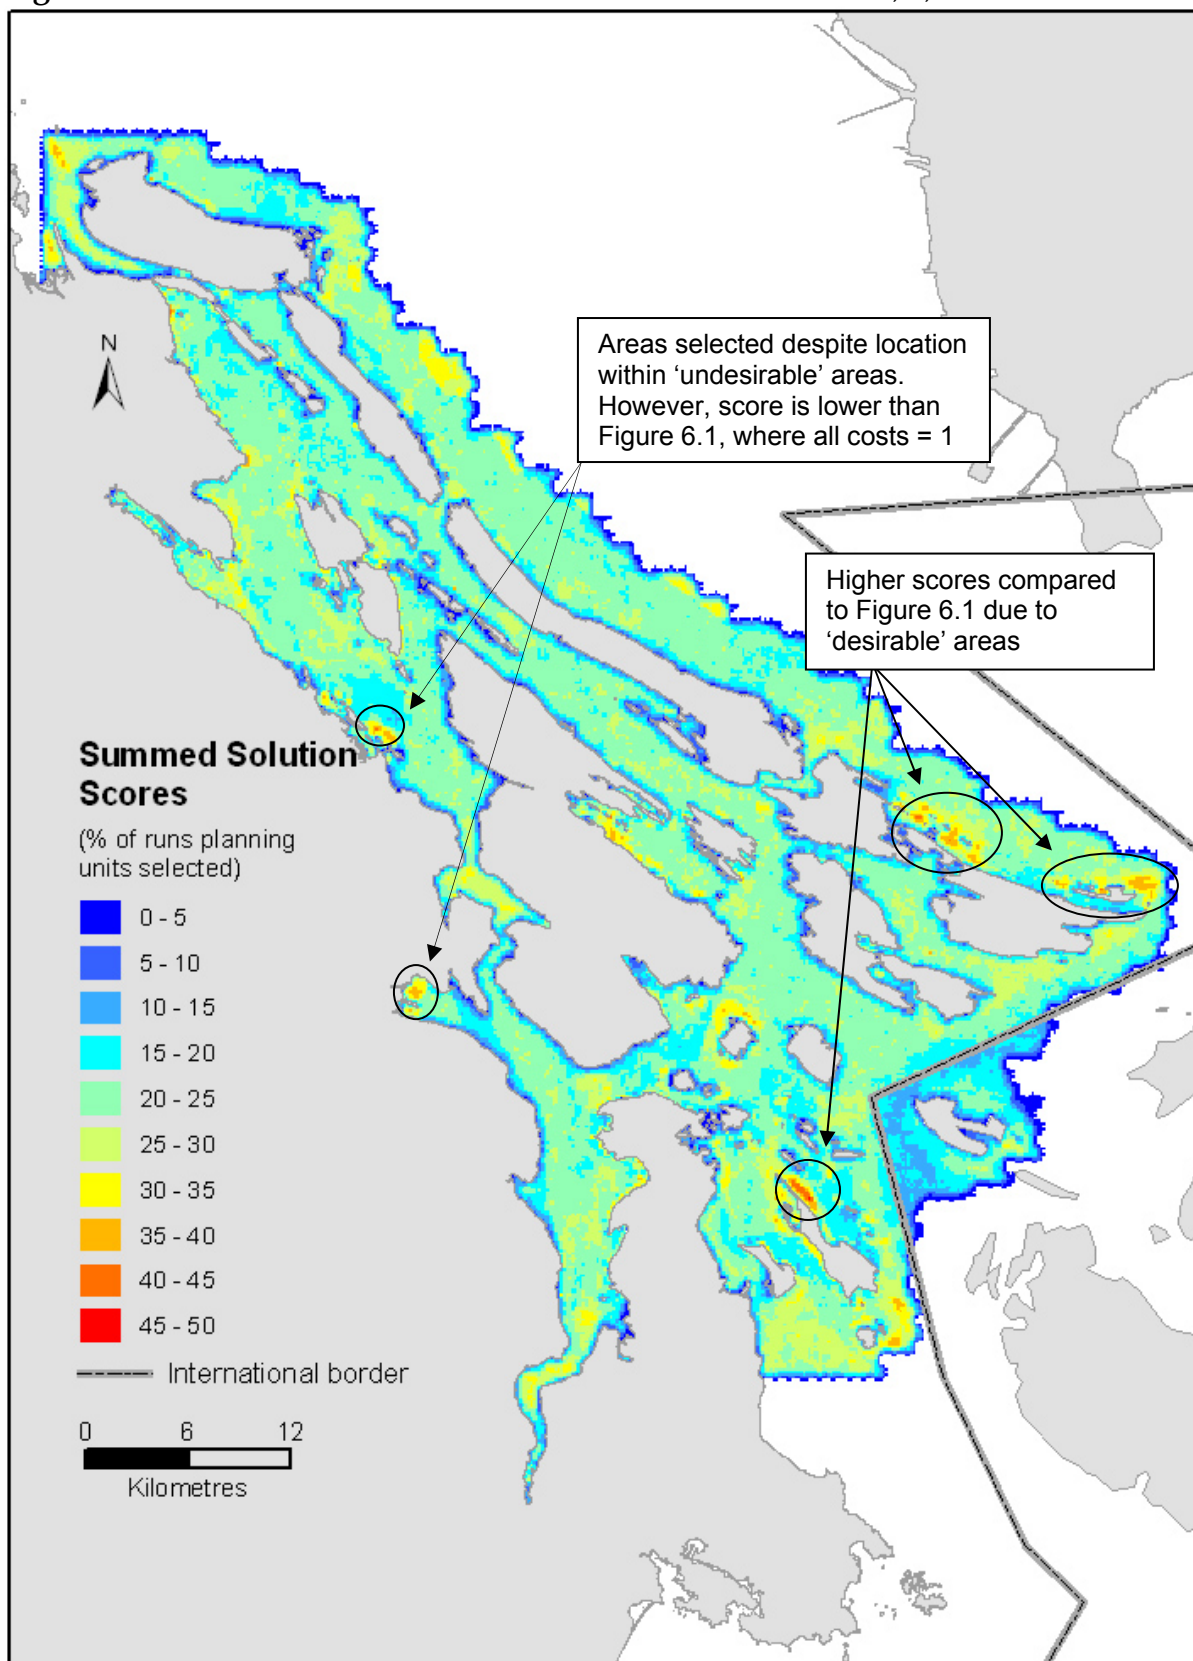 N
Areas selected despite location
within ‘undesirable’ areas.
However, score is lower than
Figure 6.1, where all costs = 1
Higher scores compared
to Figure 6.1 due to
‘desirable’ areas
Summed Solution
Scores
(% of runs planning
units selected)
0 - 5
5 - 10
10 - 15
15 - 20
20 - 25
25 - 30
30 - 35
35 - 40
40 - 45
45 - 50
International border
0 6 12
Kilometres